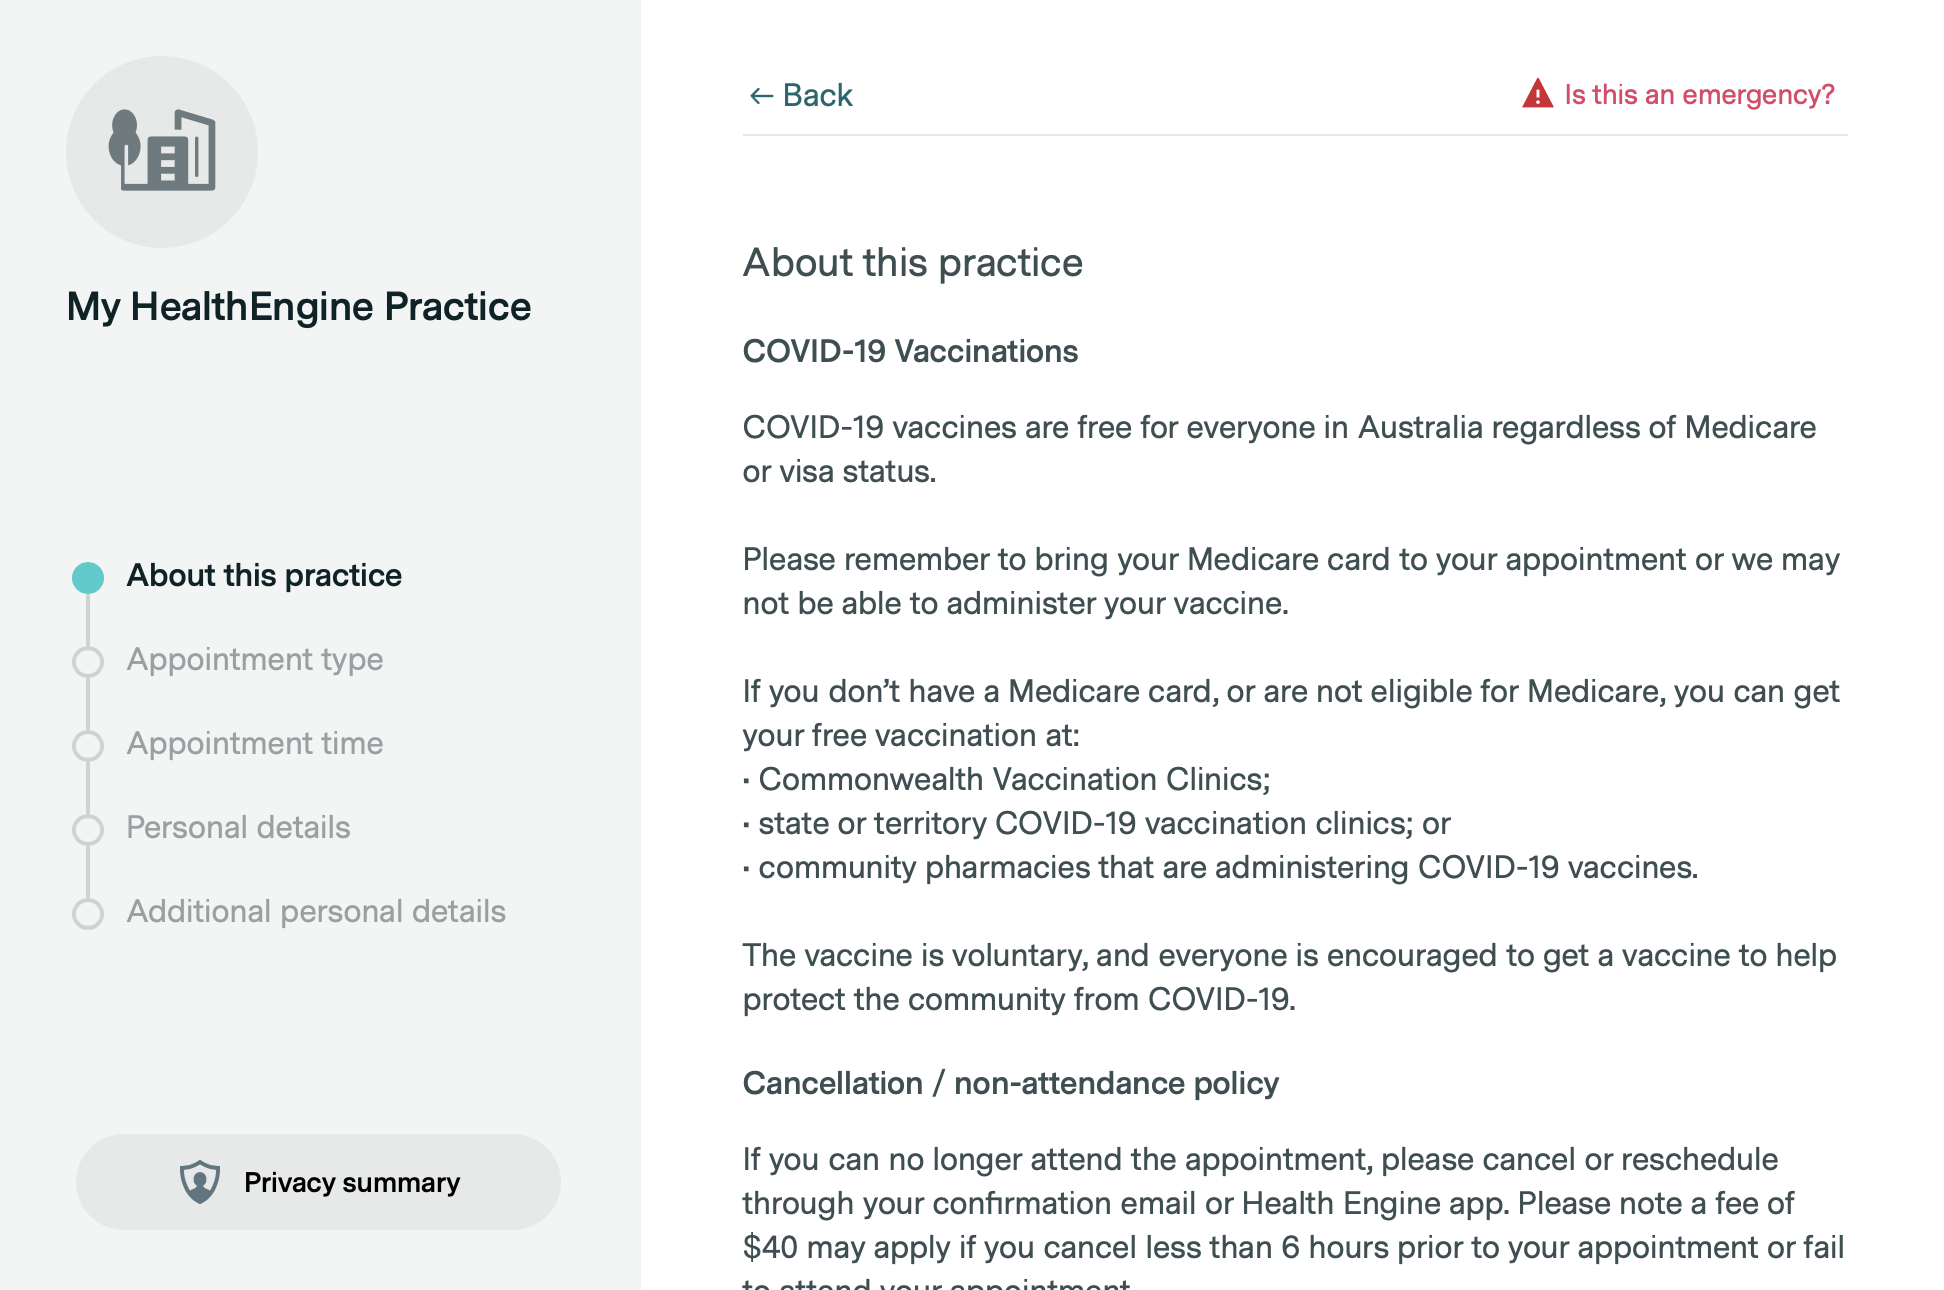 My HealthEngine Practice
About this practice
Appointment type
Appointment time
Personal details
Additional personal details
Privacy summary
← Back
Is this an emergency?
About this practice
COVID-19 Vaccinations
COVID-19 vaccines are free for everyone in Australia regardless of Medicare
or visa status.
Please remember to bring your Medicare card to your appointment or we may
not be able to administer your vaccine.
If you don’t have a Medicare card, or are not eligible for Medicare, you can get
your free vaccination at:
· Commonwealth Vaccination Clinics;
· state or territory COVID-19 vaccination clinics; or
· community pharmacies that are administering COVID-19 vaccines.
The vaccine is voluntary, and everyone is encouraged to get a vaccine to help
protect the community from COVID-19.
Cancellation / non-attendance policy
If you can no longer attend the appointment, please cancel or reschedule
through your confirmation email or Health Engine app. Please note a fee of
$40 may apply if you cancel less than 6 hours prior to your appointment or fail
to attend your appointment